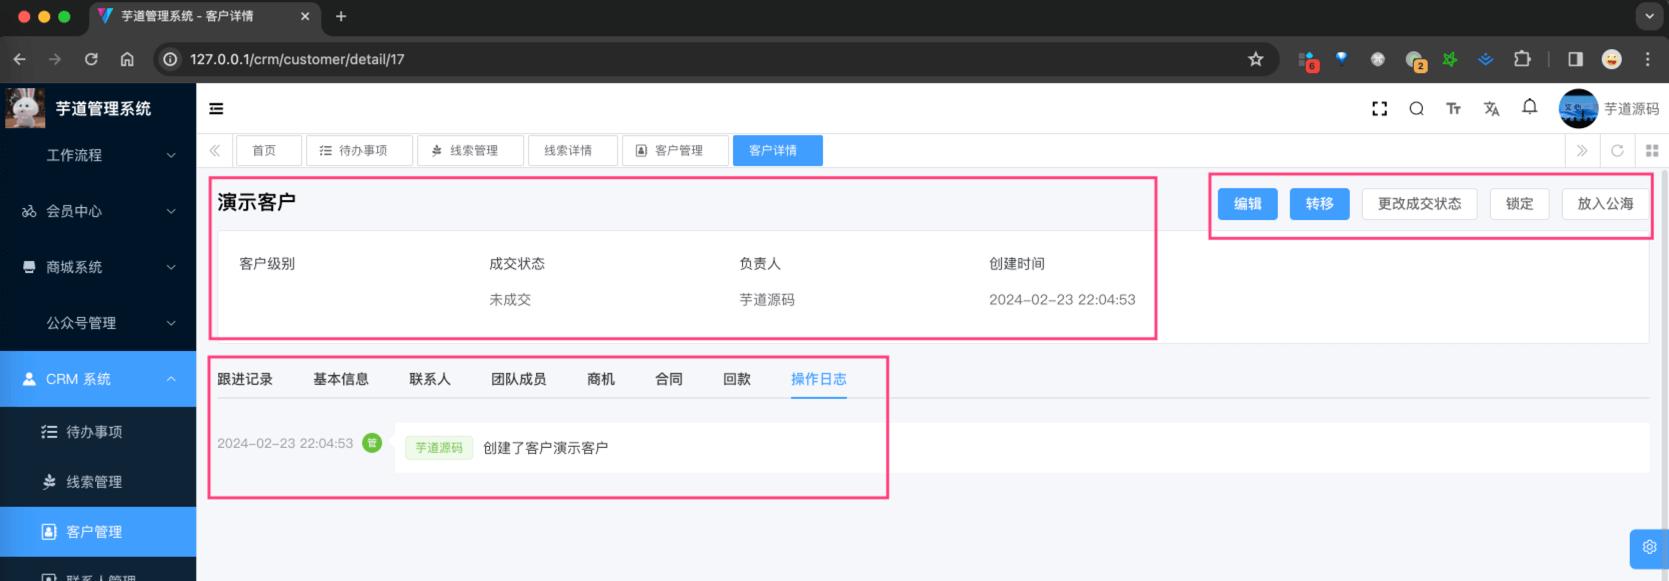 芋道管理系统 - 客户详情
127.0.0.1/crm/customer/detail/17
6
2
芋道管理系统
芋道源码
首页
待办事项
线索管理
线索详情
客户管理
客户详情
工作流程
会员中心
商城系统
公众号管理
CRM 系统
待办事项
线索管理
客户管理
联系人管理
演示客户
编辑
转移
更改成交状态
锁定
放入公海
客户级别
成交状态
负责人
创建时间
未成交
芋道源码
2024-02-23 22:04:53
跟进记录
基本信息
联系人
团队成员
商机
合同
回款
操作日志
2024-02-23 22:04:53
管
芋道源码
创建了客户演示客户